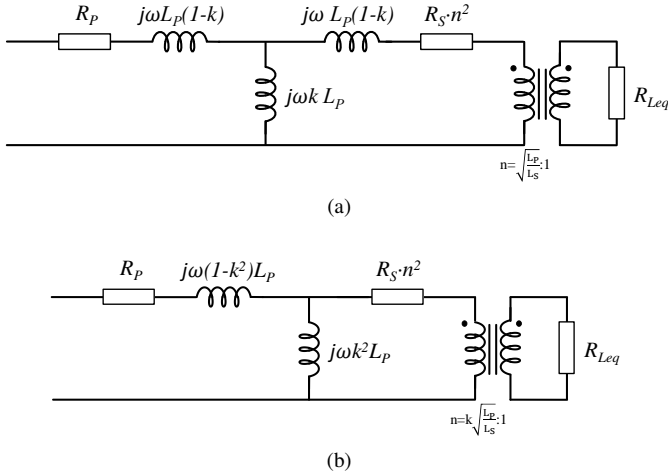 R_P jωL_P(1-k) jω L_P(1-k) R_S·n²
jωk L_P
R_Leq
n=√(L_P/L_S):1
(a)
R_P jω(1-k²)L_P R_S·n²
jωk²L_P
R_Leq
n=k√(L_P/L_S):1
(b)